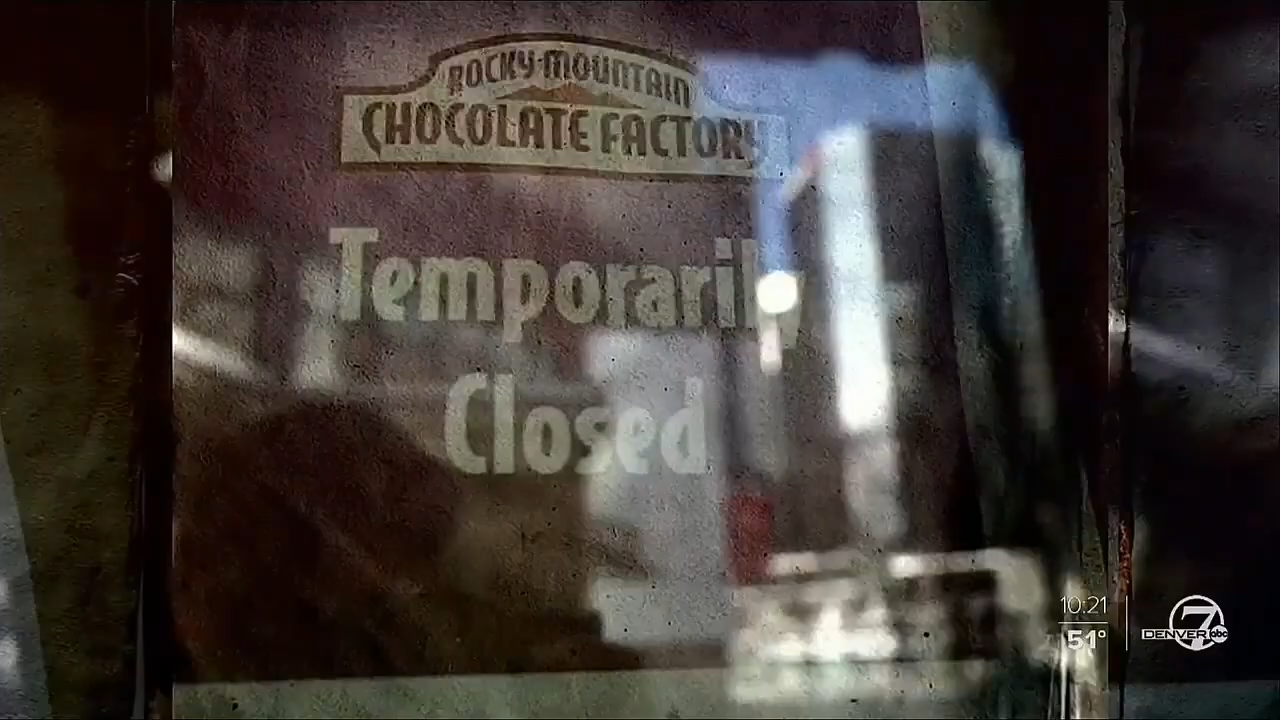 ROCKY MOUNTAIN
CHOCOLATE FACTORY
Temporarily
Closed
10:21
51°
DENVER 7 abc